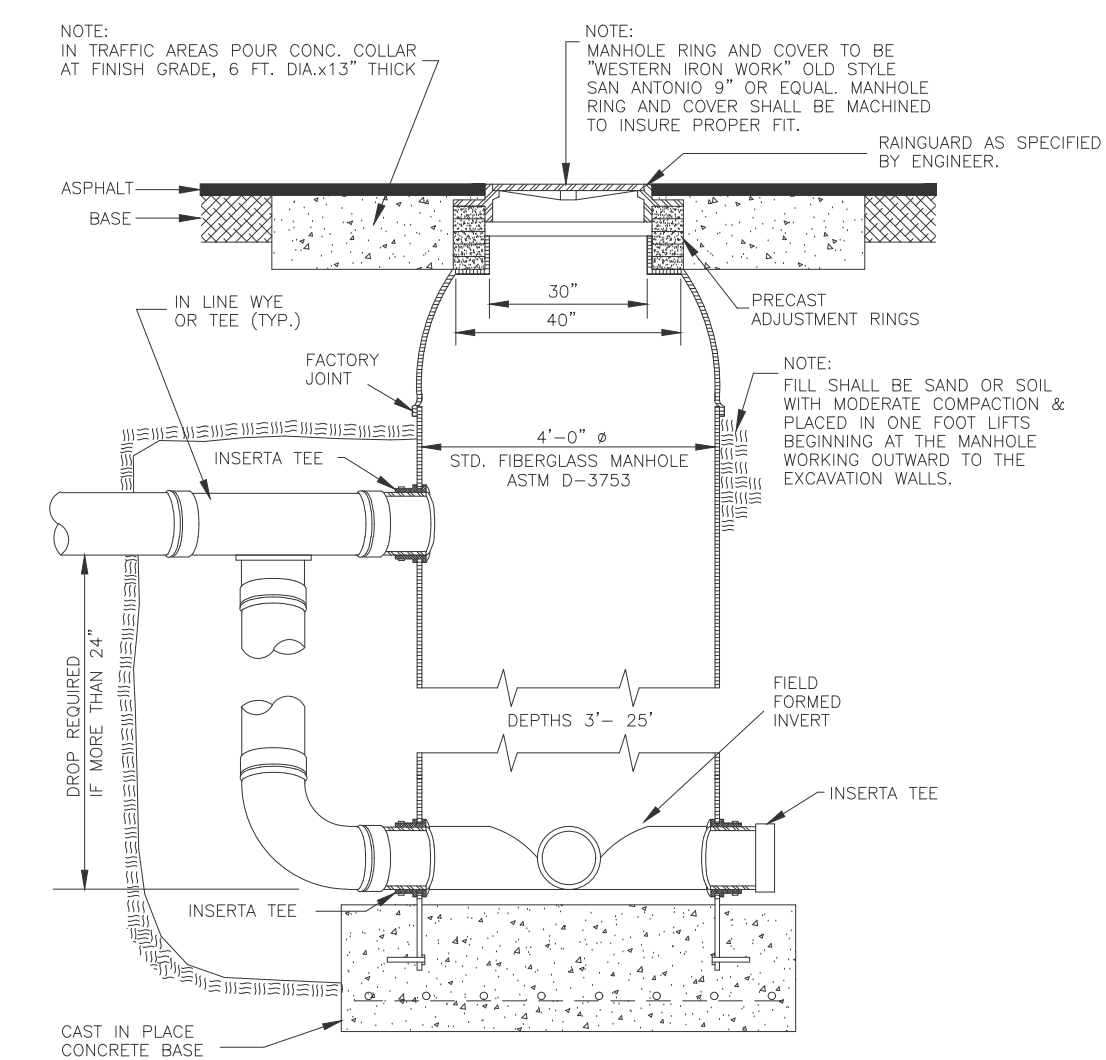 NOTE:
IN TRAFFIC AREAS POUR CONC. COLLAR
AT FINISH GRADE, 6 FT. DIA.x13" THICK
NOTE:
MANHOLE RING AND COVER TO BE
"WESTERN IRON WORK" OLD STYLE
SAN ANTONIO 9" OR EQUAL. MANHOLE
RING AND COVER SHALL BE MACHINED
TO INSURE PROPER FIT.
RAINGUARD AS SPECIFIED
BY ENGINEER.
ASPHALT
BASE
IN LINE WYE
OR TEE (TYP.)
30"
40"
PRECAST
ADJUSTMENT RINGS
FACTORY
JOINT
NOTE:
FILL SHALL BE SAND OR SOIL
WITH MODERATE COMPACTION &
PLACED IN ONE FOOT LIFTS
BEGINNING AT THE MANHOLE
WORKING OUTWARD TO THE
EXCAVATION WALLS.
INSERTA TEE
4'-0" ø
STD. FIBERGLASS MANHOLE
ASTM D-3753
DROP REQUIRED
IF MORE THAN 24"
DEPTHS 3'- 25'
FIELD
FORMED
INVERT
INSERTA TEE
INSERTA TEE
CAST IN PLACE
CONCRETE BASE